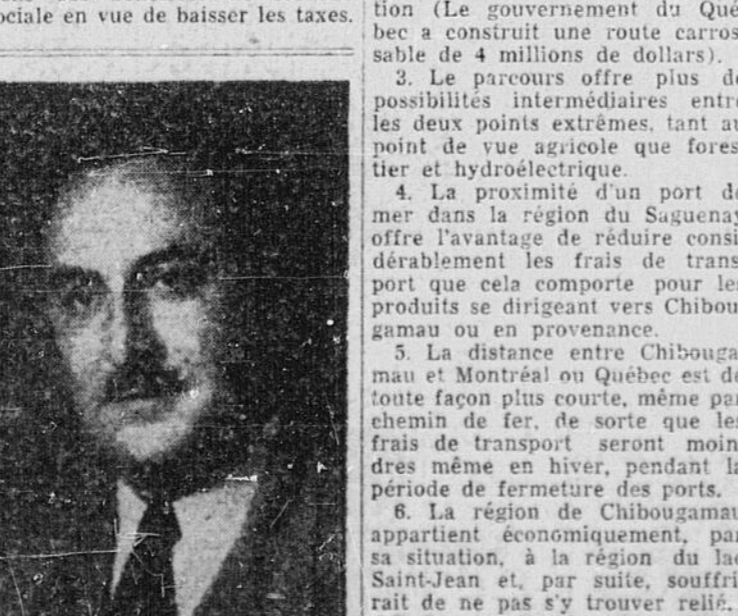 ociale en vue de baisser les taxes.
tion (Le gouvernement du Qué
bec a construit une route carros
sable de 4 millions de dollars).
3. Le parcours offre plus de
possibilités intermédiaires entre
les deux points extrêmes, tant au
point de vue agricole que fores
tier et hydroélectrique.
4. La proximité d'un port de
mer dans la région du Saguenay
offre l'avantage de réduire consi
dérablement les frais de trans
port que cela comporte pour les
produits se dirigeant vers Chibou
gamau ou en provenance.
5. La distance entre Chibouga
mau et Montréal ou Québec est de
toute façon plus courte, même par
chemin de fer, de sorte que les
frais de transport seront moin
dres même en hiver, pendant la
période de fermeture des ports.
6. La région de Chibougamau
appartient économiquement, par
sa situation, à la région du lac
Saint-Jean et, par suite, souffri
rait de ne pas s'y trouver relié.